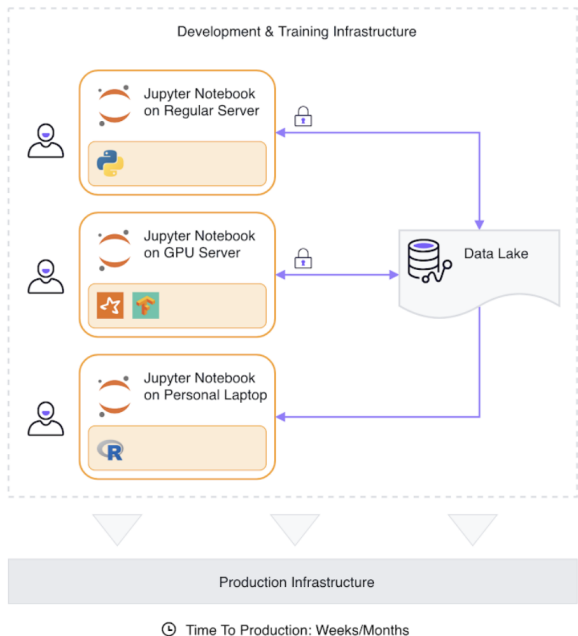 Development & Training Infrastructure
Jupyter Notebook
on Regular Server
Jupyter Notebook
on GPU Server
Data Lake
Jupyter Notebook
on Personal Laptop
R
Production Infrastructure
Time To Production: Weeks/Months